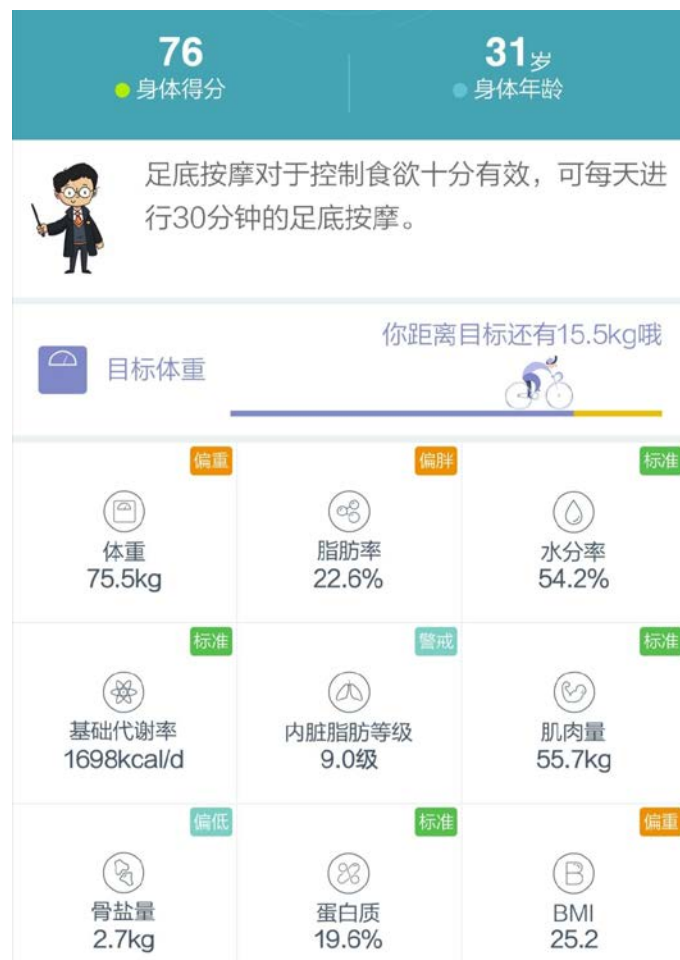 76
31岁
身体得分
身体年龄
足底按摩对于控制食欲十分有效，可每天进
行30分钟的足底按摩。
你距离目标还有15.5kg哦
目标体重
偏重
偏胖
标准
体重
脂肪率
水分率
75.5kg
22.6%
54.2%
标准
警戒
标准
基础代谢率
内脏脂肪等级
肌肉量
1698kcal/d
9.0级
55.7kg
偏低
标准
偏重
骨盐量
蛋白质
BMI
2.7kg
19.6%
25.2